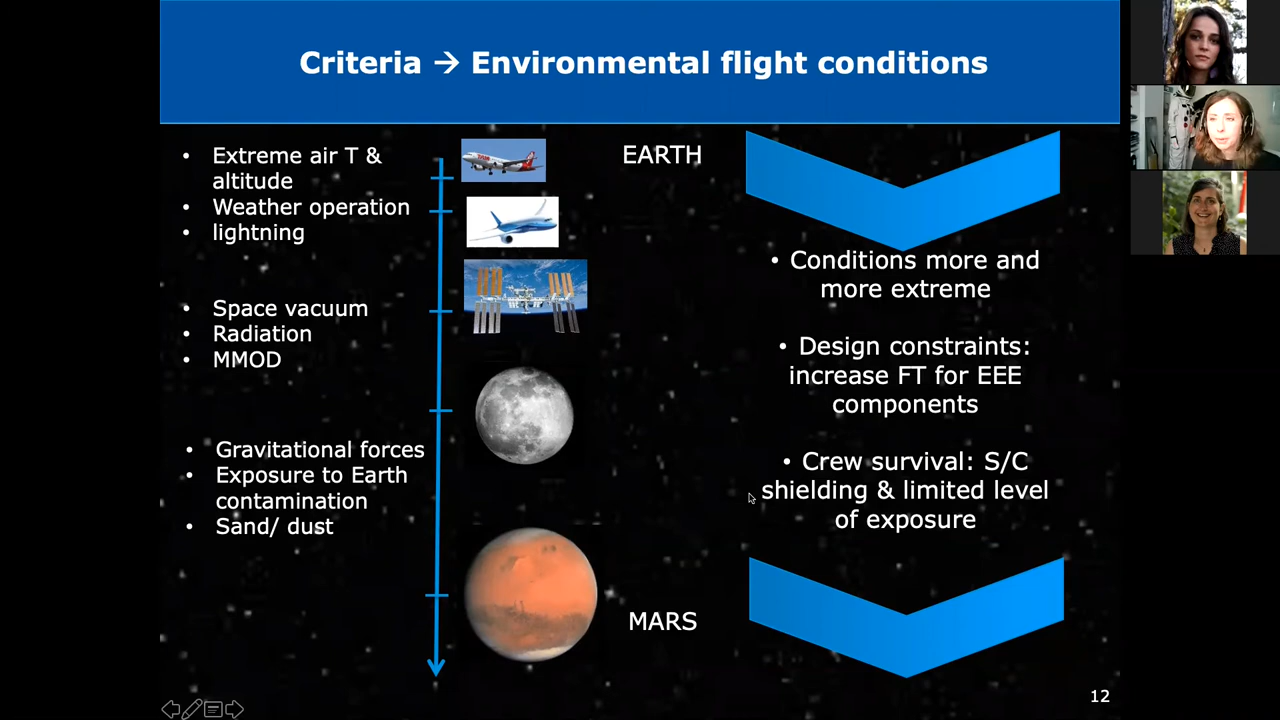 Criteria → Environmental flight conditions
• Extreme air T &
altitude
• Weather operation
• lightning
• Space vacuum
• Radiation
• MMOD
• Gravitational forces
• Exposure to Earth
contamination
• Sand/ dust
EARTH
MARS
• Conditions more and
more extreme
• Design constraints:
increase FT for EEE
components
• Crew survival: S/C
shielding & limited level
of exposure
12